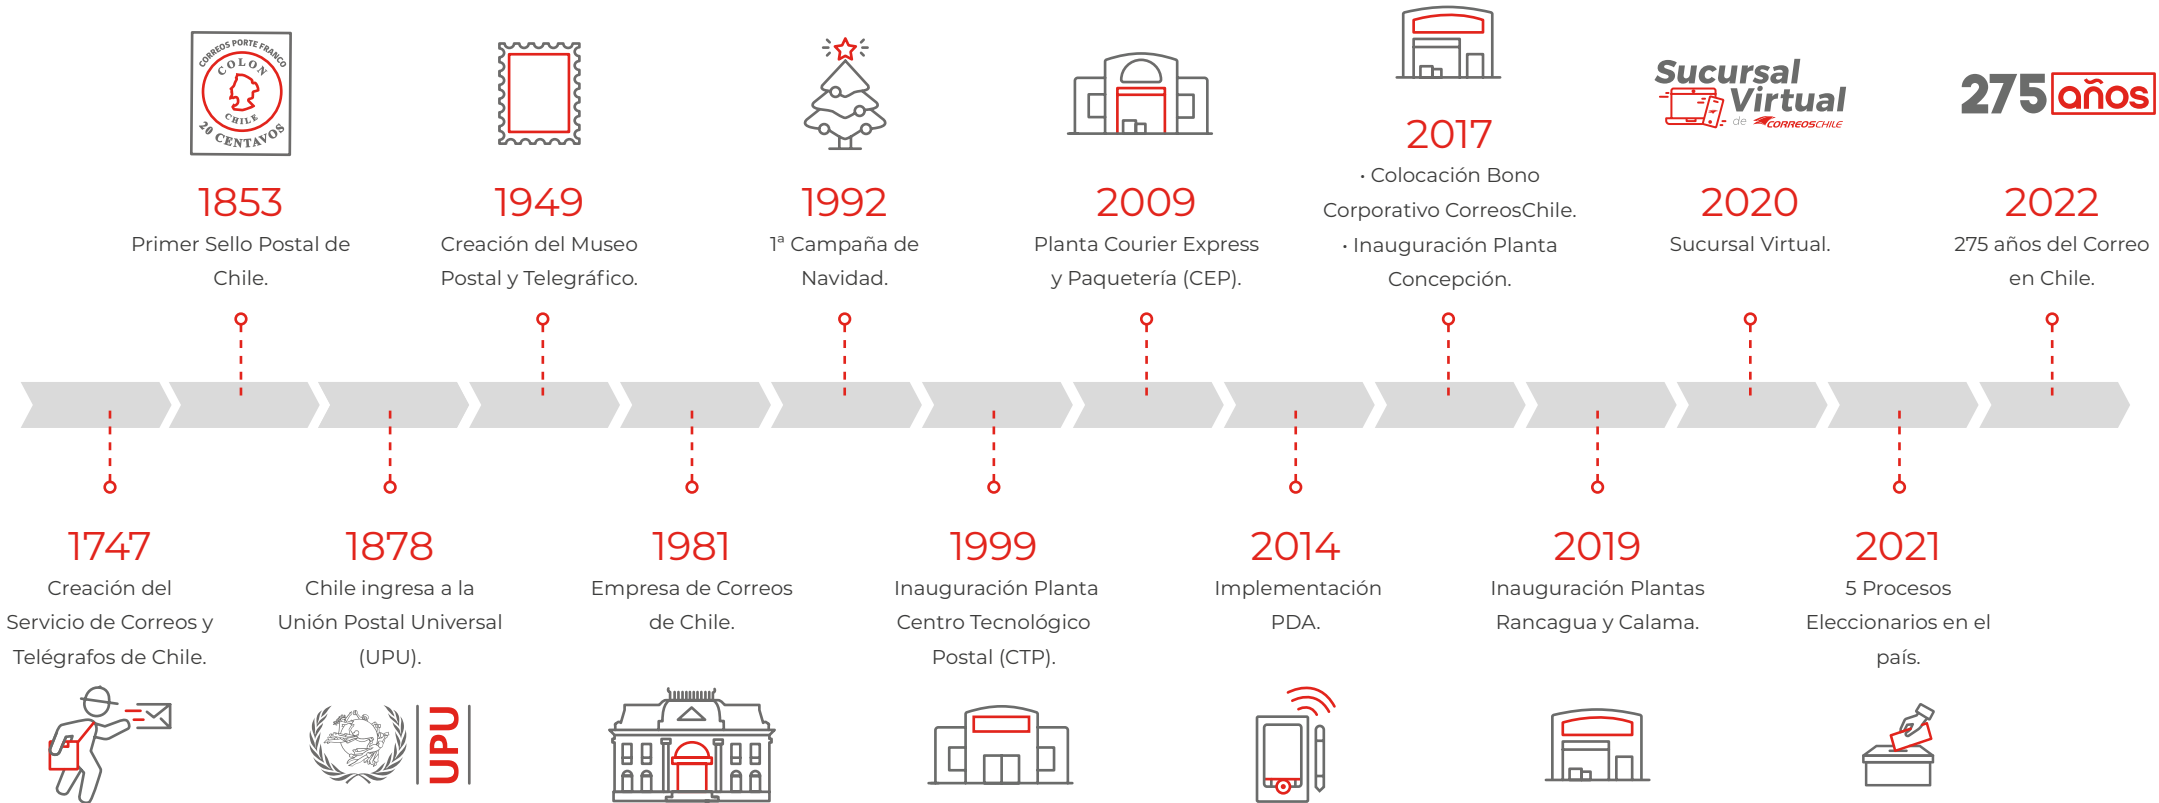 CORREOS PORTE FRANCO
COLON
CHILE
20 CENTAVOS
1853
Primer Sello Postal de
Chile.
1949
Creación del Museo
Postal y Telegráfico.
1992
1ª Campaña de
Navidad.
2009
Planta Courier Express
y Paquetería (CEP).
2017
· Colocación Bono
Corporativo CorreosChile.
· Inauguración Planta
Concepción.
Sucursal
Virtual
de CORREOSCHILE
2020
Sucursal Virtual.
275 años
2022
275 años del Correo
en Chile.
1747
Creación del
Servicio de Correos y
Telégrafos de Chile.
1878
Chile ingresa a la
Unión Postal Universal
(UPU).
UPU
1981
Empresa de Correos
de Chile.
1999
Inauguración Planta
Centro Tecnológico
Postal (CTP).
2014
Implementación
PDA.
2019
Inauguración Plantas
Rancagua y Calama.
2021
5 Procesos
Eleccionarios en el
país.